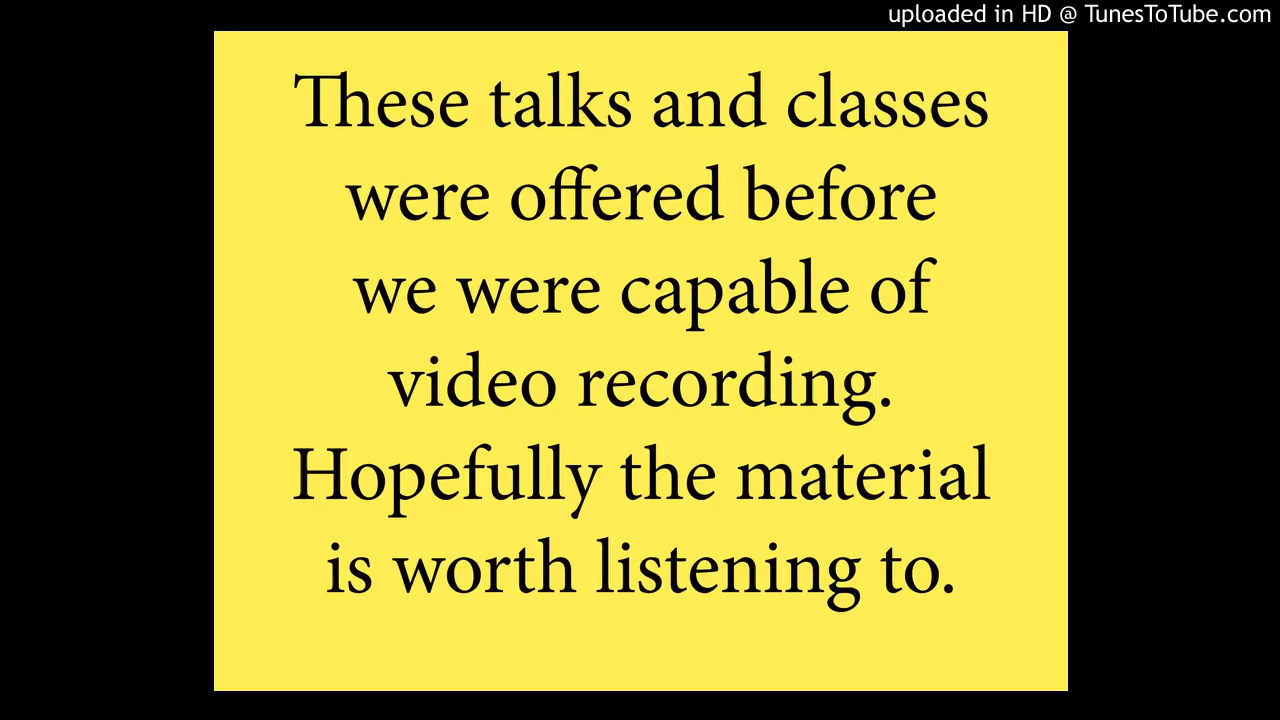 uploaded in HD @ TunesToTube.com
These talks and classes
were offered before
we were capable of
video recording.
Hopefully the material
is worth listening to.